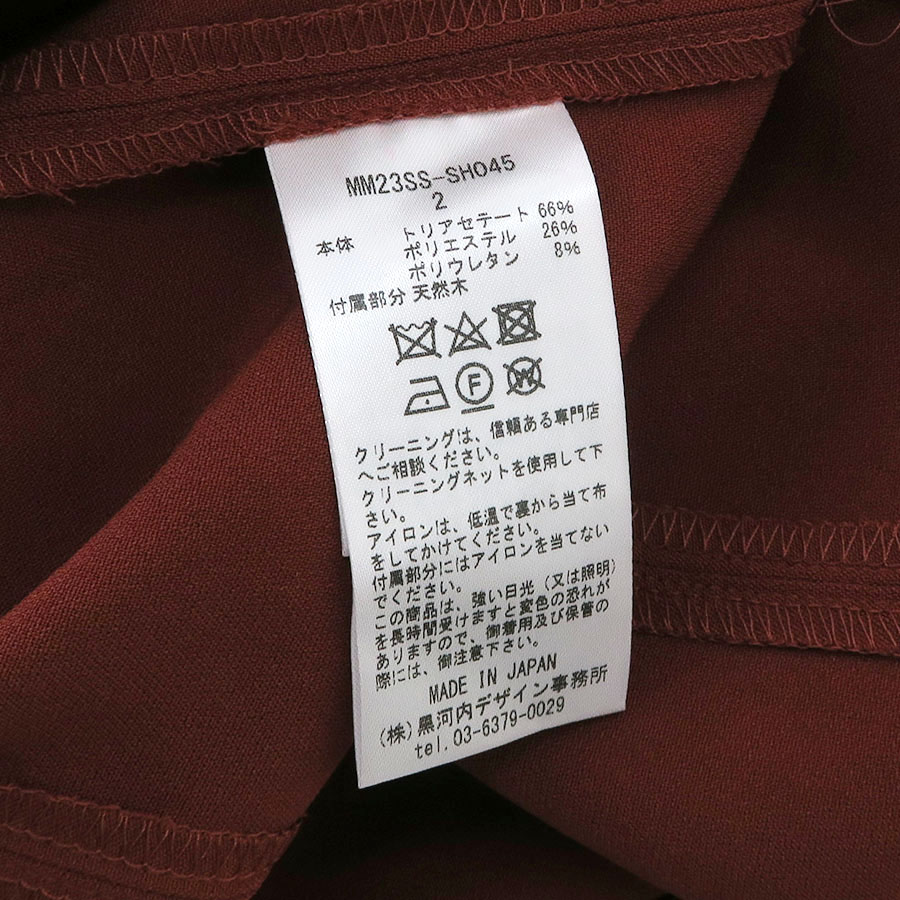 MM23SS-SH045
2
本体 トリアセテート 66%
ポリエステル 26%
ポリウレタン 8%
付属部分 天然木
F
W
クリーニングは、信頼ある専門店
へご相談ください。
クリーニングネットを使用して下
さい。
アイロンは、低温で裏から当て布
をしてかけてください。
付属部分にはアイロンを当てない
でください。
この商品は、強い日光（又は照明）
を長時間受けますと変色の恐れが
ありますので、御着用及び保管の
際には、御注意下さい。
MADE IN JAPAN
(株)黒河内デザイン事務所
tel.03-6379-0029